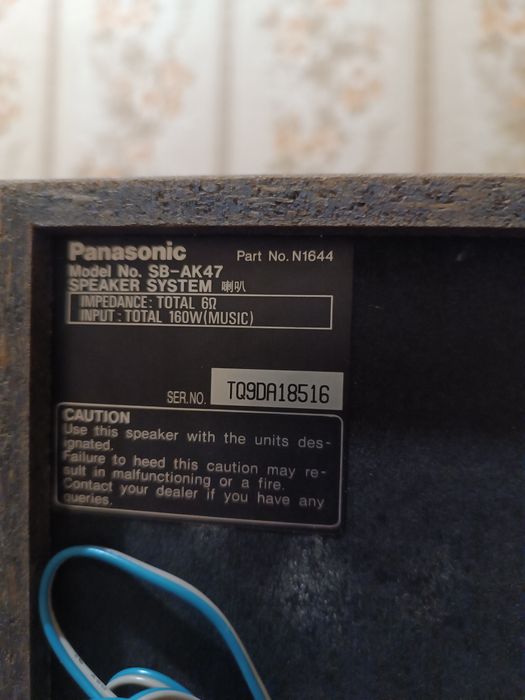 Panasonic
Part No. N1644
Model No. SB-AK47
SPEAKER SYSTEM 喇叭
IMPEDANCE: TOTAL 6Ω
INPUT: TOTAL 160W(MUSIC)
SER.NO. TQ9DA18516
CAUTION
Use this speaker with the units des-
ignated.
Failure to heed this caution may re-
sult in malfunctioning or a fire.
Contact your dealer if you have any
queries.